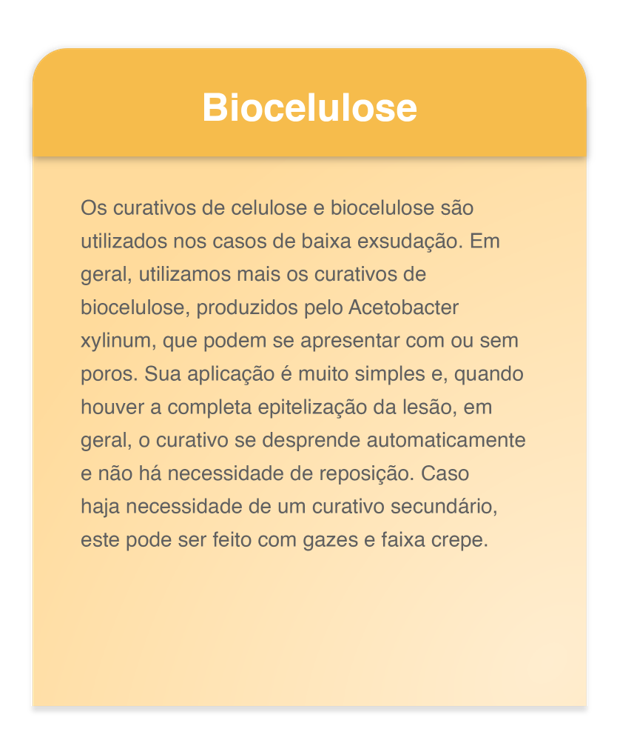 Biocelulose
Os curativos de celulose e biocelulose são
utilizados nos casos de baixa exsudação. Em
geral, utilizamos mais os curativos de
biocelulose, produzidos pelo Acetobacter
xylinum, que podem se apresentar com ou sem
poros. Sua aplicação é muito simples e, quando
houver a completa epitelização da lesão, em
geral, o curativo se desprende automaticamente
e não há necessidade de reposição. Caso
haja necessidade de um curativo secundário,
este pode ser feito com gazes e faixa crepe.